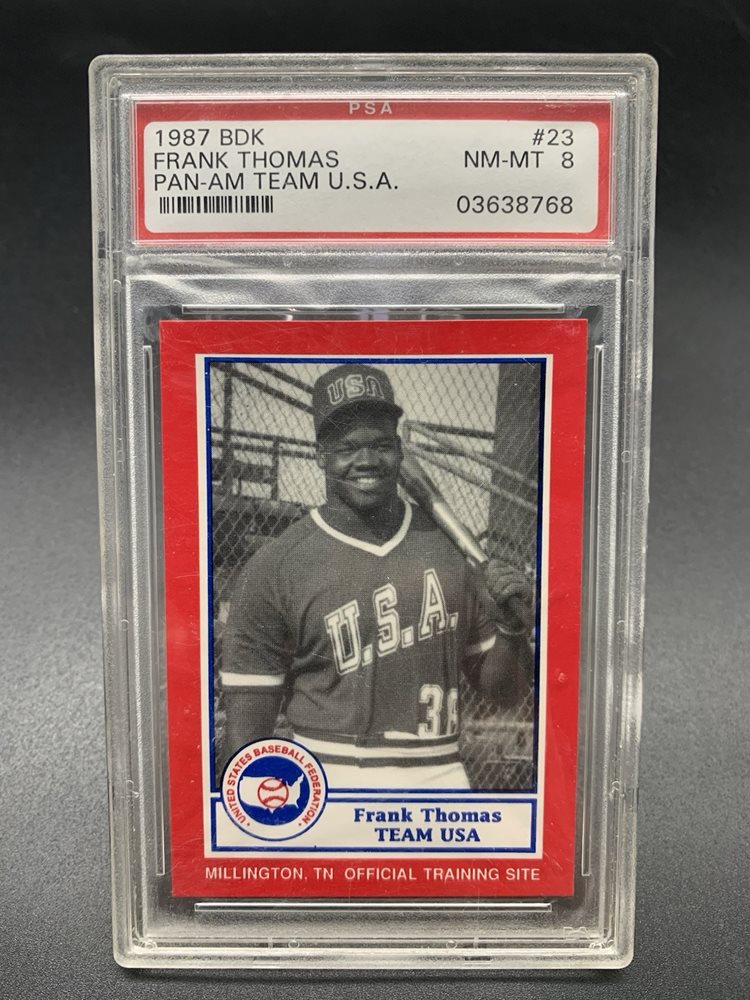 PSA
1987 BDK #23
FRANK THOMAS NM-MT 8
PAN-AM TEAM U.S.A.
03638768
USA
U.S.A.
UNITED STATES BASEBALL FEDERATION
Frank Thomas
TEAM USA
MILLINGTON, TN OFFICIAL TRAINING SITE